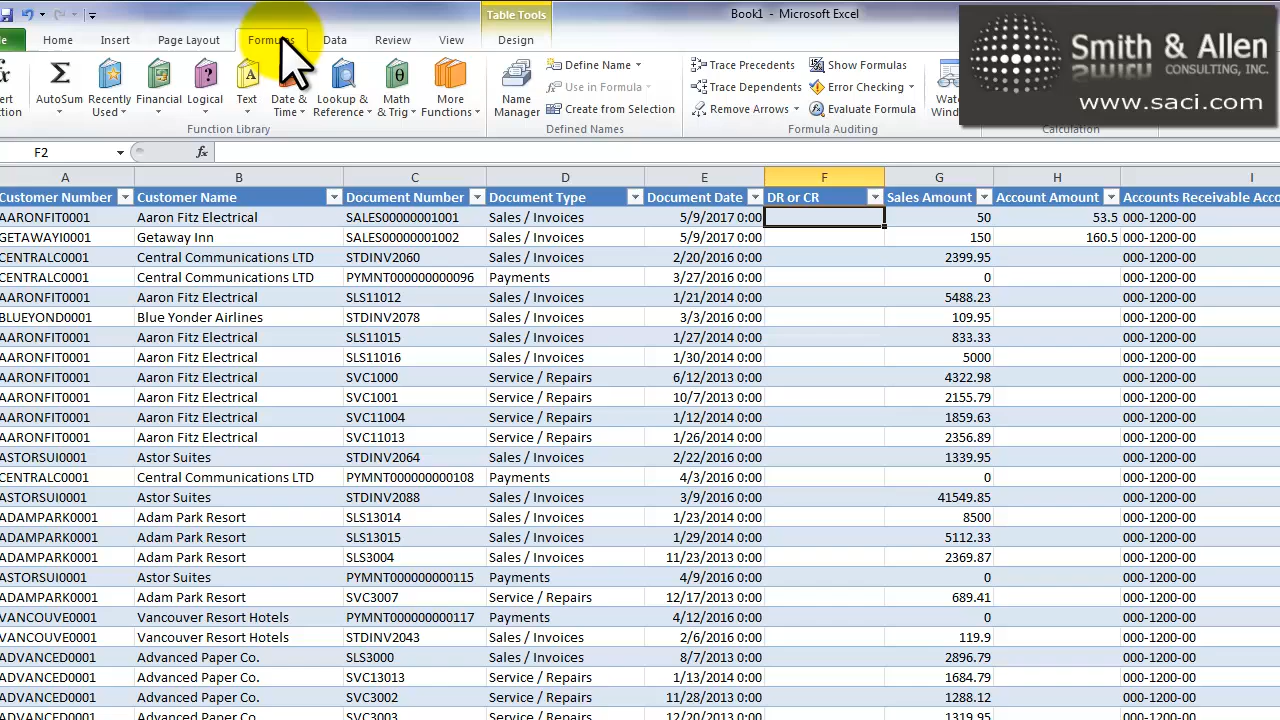 Table Tools
Book1 - Microsoft Excel
Home Insert Page Layout Formulas Data Review View Design
AutoSum
Recently Used
Financial
Logical
Text
Date & Time
Lookup & Reference
Math & Trig
More Functions
Function Library
Name Manager
Define Name
Use in Formula
Create from Selection
Defined Names
Trace Precedents
Trace Dependents
Remove Arrows
Show Formulas
Error Checking
Evaluate Formula
Formula Auditing
Calculation
Smith & Allen
CONSULTING, INC.
www.saci.com
F2 fx
A B C D E F G H I
Customer Number Customer Name Document Number Document Type Document Date DR or CR Sales Amount Account Amount Accounts Receivable
AARONFIT0001 Aaron Fitz Electrical SALES0000001001 Sales / Invoices 5/9/2017 0:00 50 53.5 000-1200-00
GETAWAYI0001 Getaway Inn SALES00000001002 Sales / Invoices 5/9/2017 0:00 150 160.5 000-1200-00
CENTRALC0001 Central Communications LTD STDINV2060 Sales / Invoices 2/20/2016 0:00 2399.95 000-1200-00
CENTRALC0001 Central Communications LTD PYMNT000000000096 Payments 3/27/2016 0:00 0 000-1200-00
AARONFIT0001 Aaron Fitz Electrical SLS11012 Sales / Invoices 1/21/2014 0:00 5488.23 000-1200-00
BLUEYOND0001 Blue Yonder Airlines STDINV2078 Sales / Invoices 3/3/2016 0:00 109.95 000-1200-00
AARONFIT0001 Aaron Fitz Electrical SLS11015 Sales / Invoices 1/27/2014 0:00 833.33 000-1200-00
AARONFIT0001 Aaron Fitz Electrical SLS11016 Sales / Invoices 1/30/2014 0:00 5000 000-1200-00
AARONFIT0001 Aaron Fitz Electrical SVC1000 Service / Repairs 6/12/2013 0:00 4322.98 000-1200-00
AARONFIT0001 Aaron Fitz Electrical SVC1001 Service / Repairs 10/7/2013 0:00 2155.79 000-1200-00
AARONFIT0001 Aaron Fitz Electrical SVC11004 Service / Repairs 1/12/2014 0:00 1859.63 000-1200-00
AARONFIT0001 Aaron Fitz Electrical SVC11013 Service / Repairs 1/26/2014 0:00 2356.89 000-1200-00
ASTORSUI0001 Astor Suites STDINV2064 Sales / Invoices 2/22/2016 0:00 1339.95 000-1200-00
CENTRALC0001 Central Communications LTD PYMNT000000000108 Payments 3/29/2016 0:00 0 000-1200-00
ASTORSUI0001 Astor Suites STDINV2088 Sales / Invoices 3/9/2016 0:00 41549.85 000-1200-00
ADAMPARK0001 Adam Park Resort SLS13014 Sales / Invoices 1/23/2014 0:00 8500 000-1200-00
ADAMPARK0001 Adam Park Resort SLS13015 Sales / Invoices 1/29/2014 0:00 5112.33 000-1200-00
ADAMPARK0001 Adam Park Resort SLS3004 Sales / Invoices 11/23/2013 0:00 2369.87 000-1200-00
ASTORSUI0001 Astor Suites PYMNT000000000115 Payments 4/9/2016 0:00 0 000-1200-00
ADAMPARK0001 Adam Park Resort SVC3007 Service / Repairs 12/17/2013 0:00 689.41 000-1200-00
VANCOUVE0001 Vancouver Resort Hotels PYMNT000000000117 Payments 4/12/2016 0:00 0 000-1200-00
VANCOUVE0001 Vancouver Resort Hotels STDINV2043 Sales / Invoices 2/6/2016 0:00 119.9 000-1200-00
ADVANCED0001 Advanced Paper Co. SLS3000 Sales / Invoices 8/7/2013 0:00 2896.79 000-1200-00
ADVANCED0001 Advanced Paper Co. SVC13013 Service / Repairs 1/13/2014 0:00 1684.79 000-1200-00
ADVANCED0001 Advanced Paper Co. SVC3002 Service / Repairs 11/28/2013 0:00 1288.12 000-1200-00
ADVANCED0001 Advanced Paper Co. SVC3003 Service / Repairs 12/20/2013 0:00 1319.95 000-1200-00